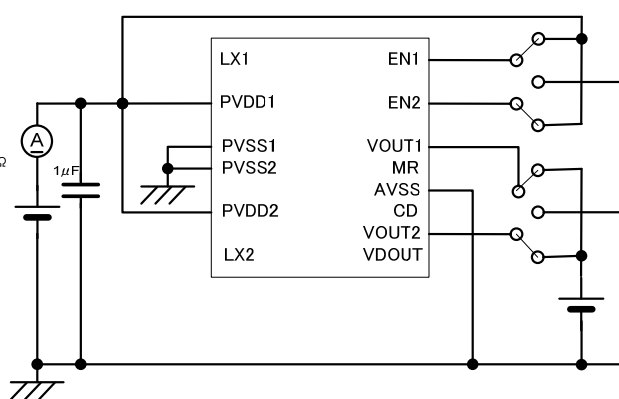 LX1
EN1
PVDD1
EN2
A
Ω
1μF
PVSS1
VOUT1
PVSS2
MR
AVSS
PVDD2
CD
VOUT2
LX2
VDOUT